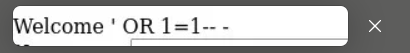 Welcome ' OR 1=1-- -